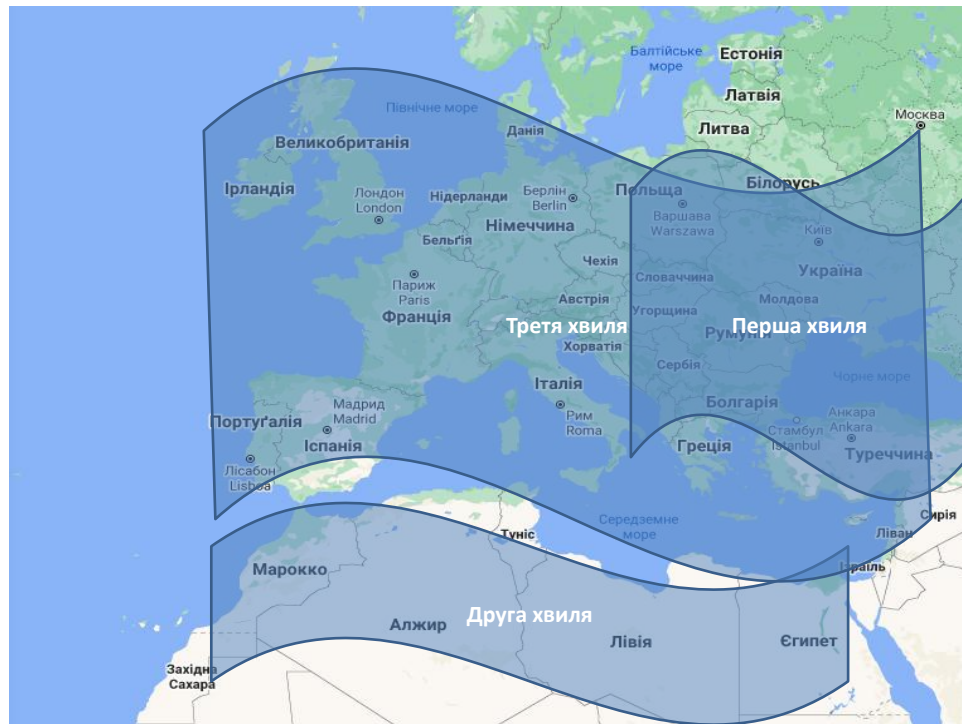 Балтійське
море
Естонія
Латвія
Москва
Північне море
Данія
Литва
Великобританія
Ірландія
Лондон
London
Нідерланди
Берлін
Berlin
Польща
Білорусь
Варшава
Warszawa
Німеччина
Бельгія
Київ
Чехія
Україна
Париж
Paris
Словаччина
Австрія
Молдова
Угорщина
Франція
Третя хвиля
Перша хвиля
Румунія
Хорватія
Сербія
Чорне море
Італія
Мадрид
Madrid
Рим
Roma
Болгарія
Португалія
Іспанія
Стамбул
Istanbul
Анкара
Ankara
Греція
Туреччина
Лісабон
Lisboa
Середземне
море
Туніс
Сирія
Ліван
Ізраїль
Марокко
Друга хвиля
Алжир
Лівія
Єгипет
Західна
Сахара